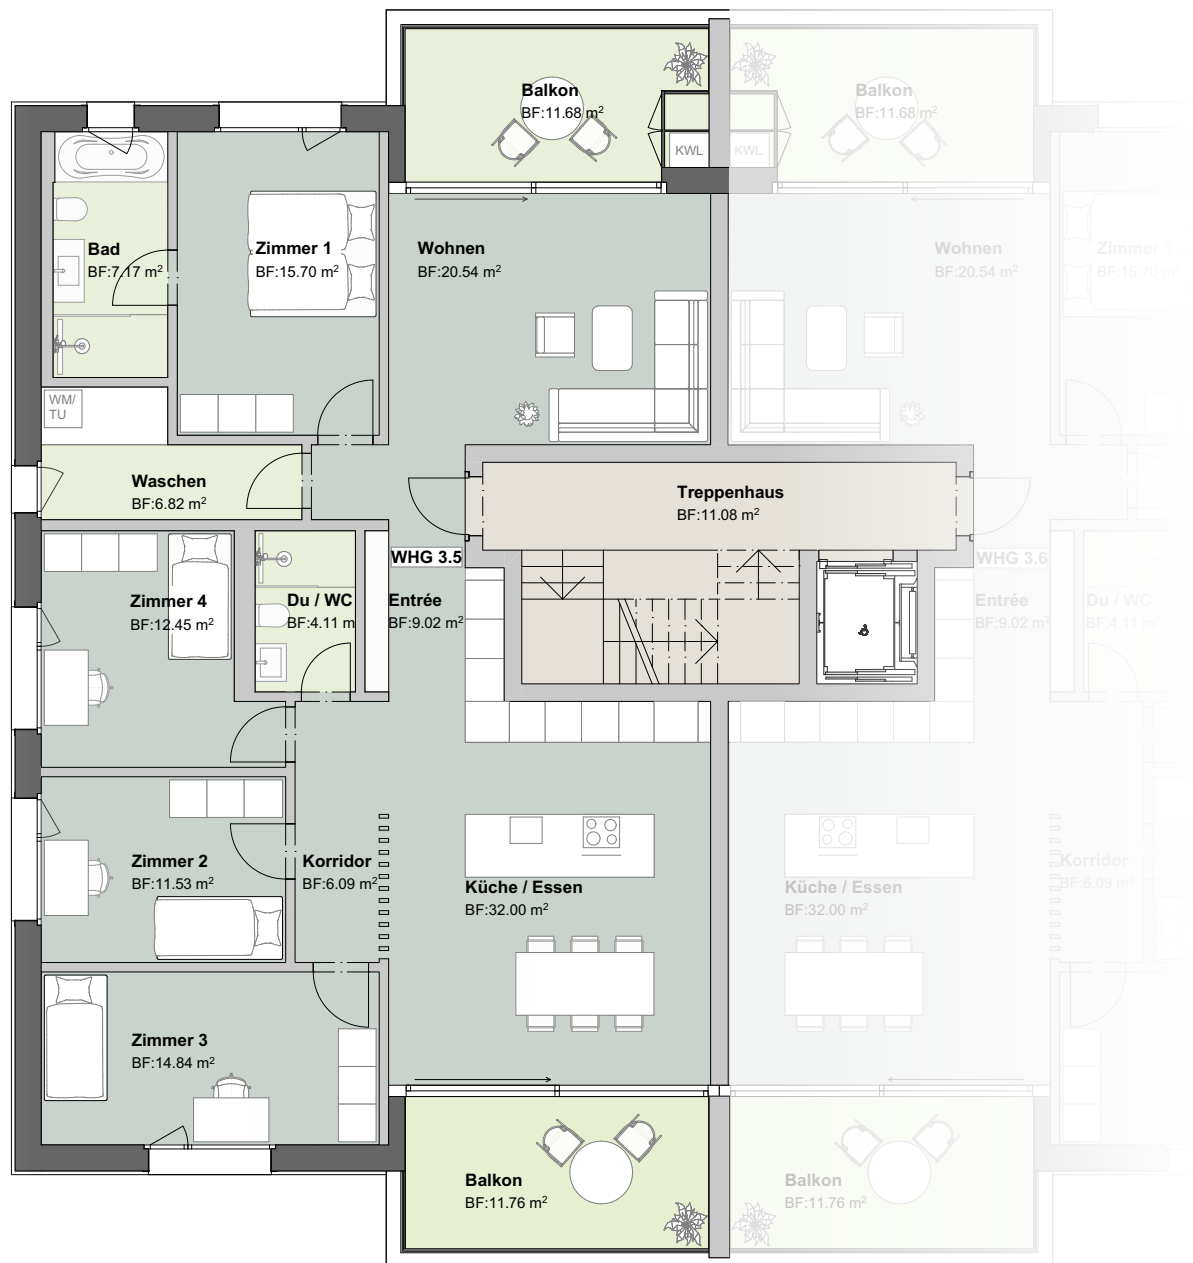 Balkon
BF:11.68 m²
KWL
KWL
Balkon
BF:11.68 m²
Bad
BF:7.17 m²
Zimmer 1
BF:15.70 m²
Wohnen
BF:20.54 m²
Wohnen
BF:20.54 m²
Zimmer 1
BF:15.70 m²
WM/
TU
Waschen
BF:6.82 m²
Treppenhaus
BF:11.08 m²
WHG 3.5
WHG 3.6
Zimmer 4
BF:12.45 m²
Du / WC
BF:4.11 m
Entrée
BF:9.02 m²
Entrée
BF:9.02 m²
Du / WC
BF:4.11 m²
Zimmer 2
BF:11.53 m²
Korridor
BF:6.09 m²
Küche / Essen
BF:32.00 m²
Küche / Essen
BF:32.00 m²
Korridor
BF:6.09 m²
Zimmer 3
BF:14.84 m²
Balkon
BF:11.76 m²
Balkon
BF:11.76 m²